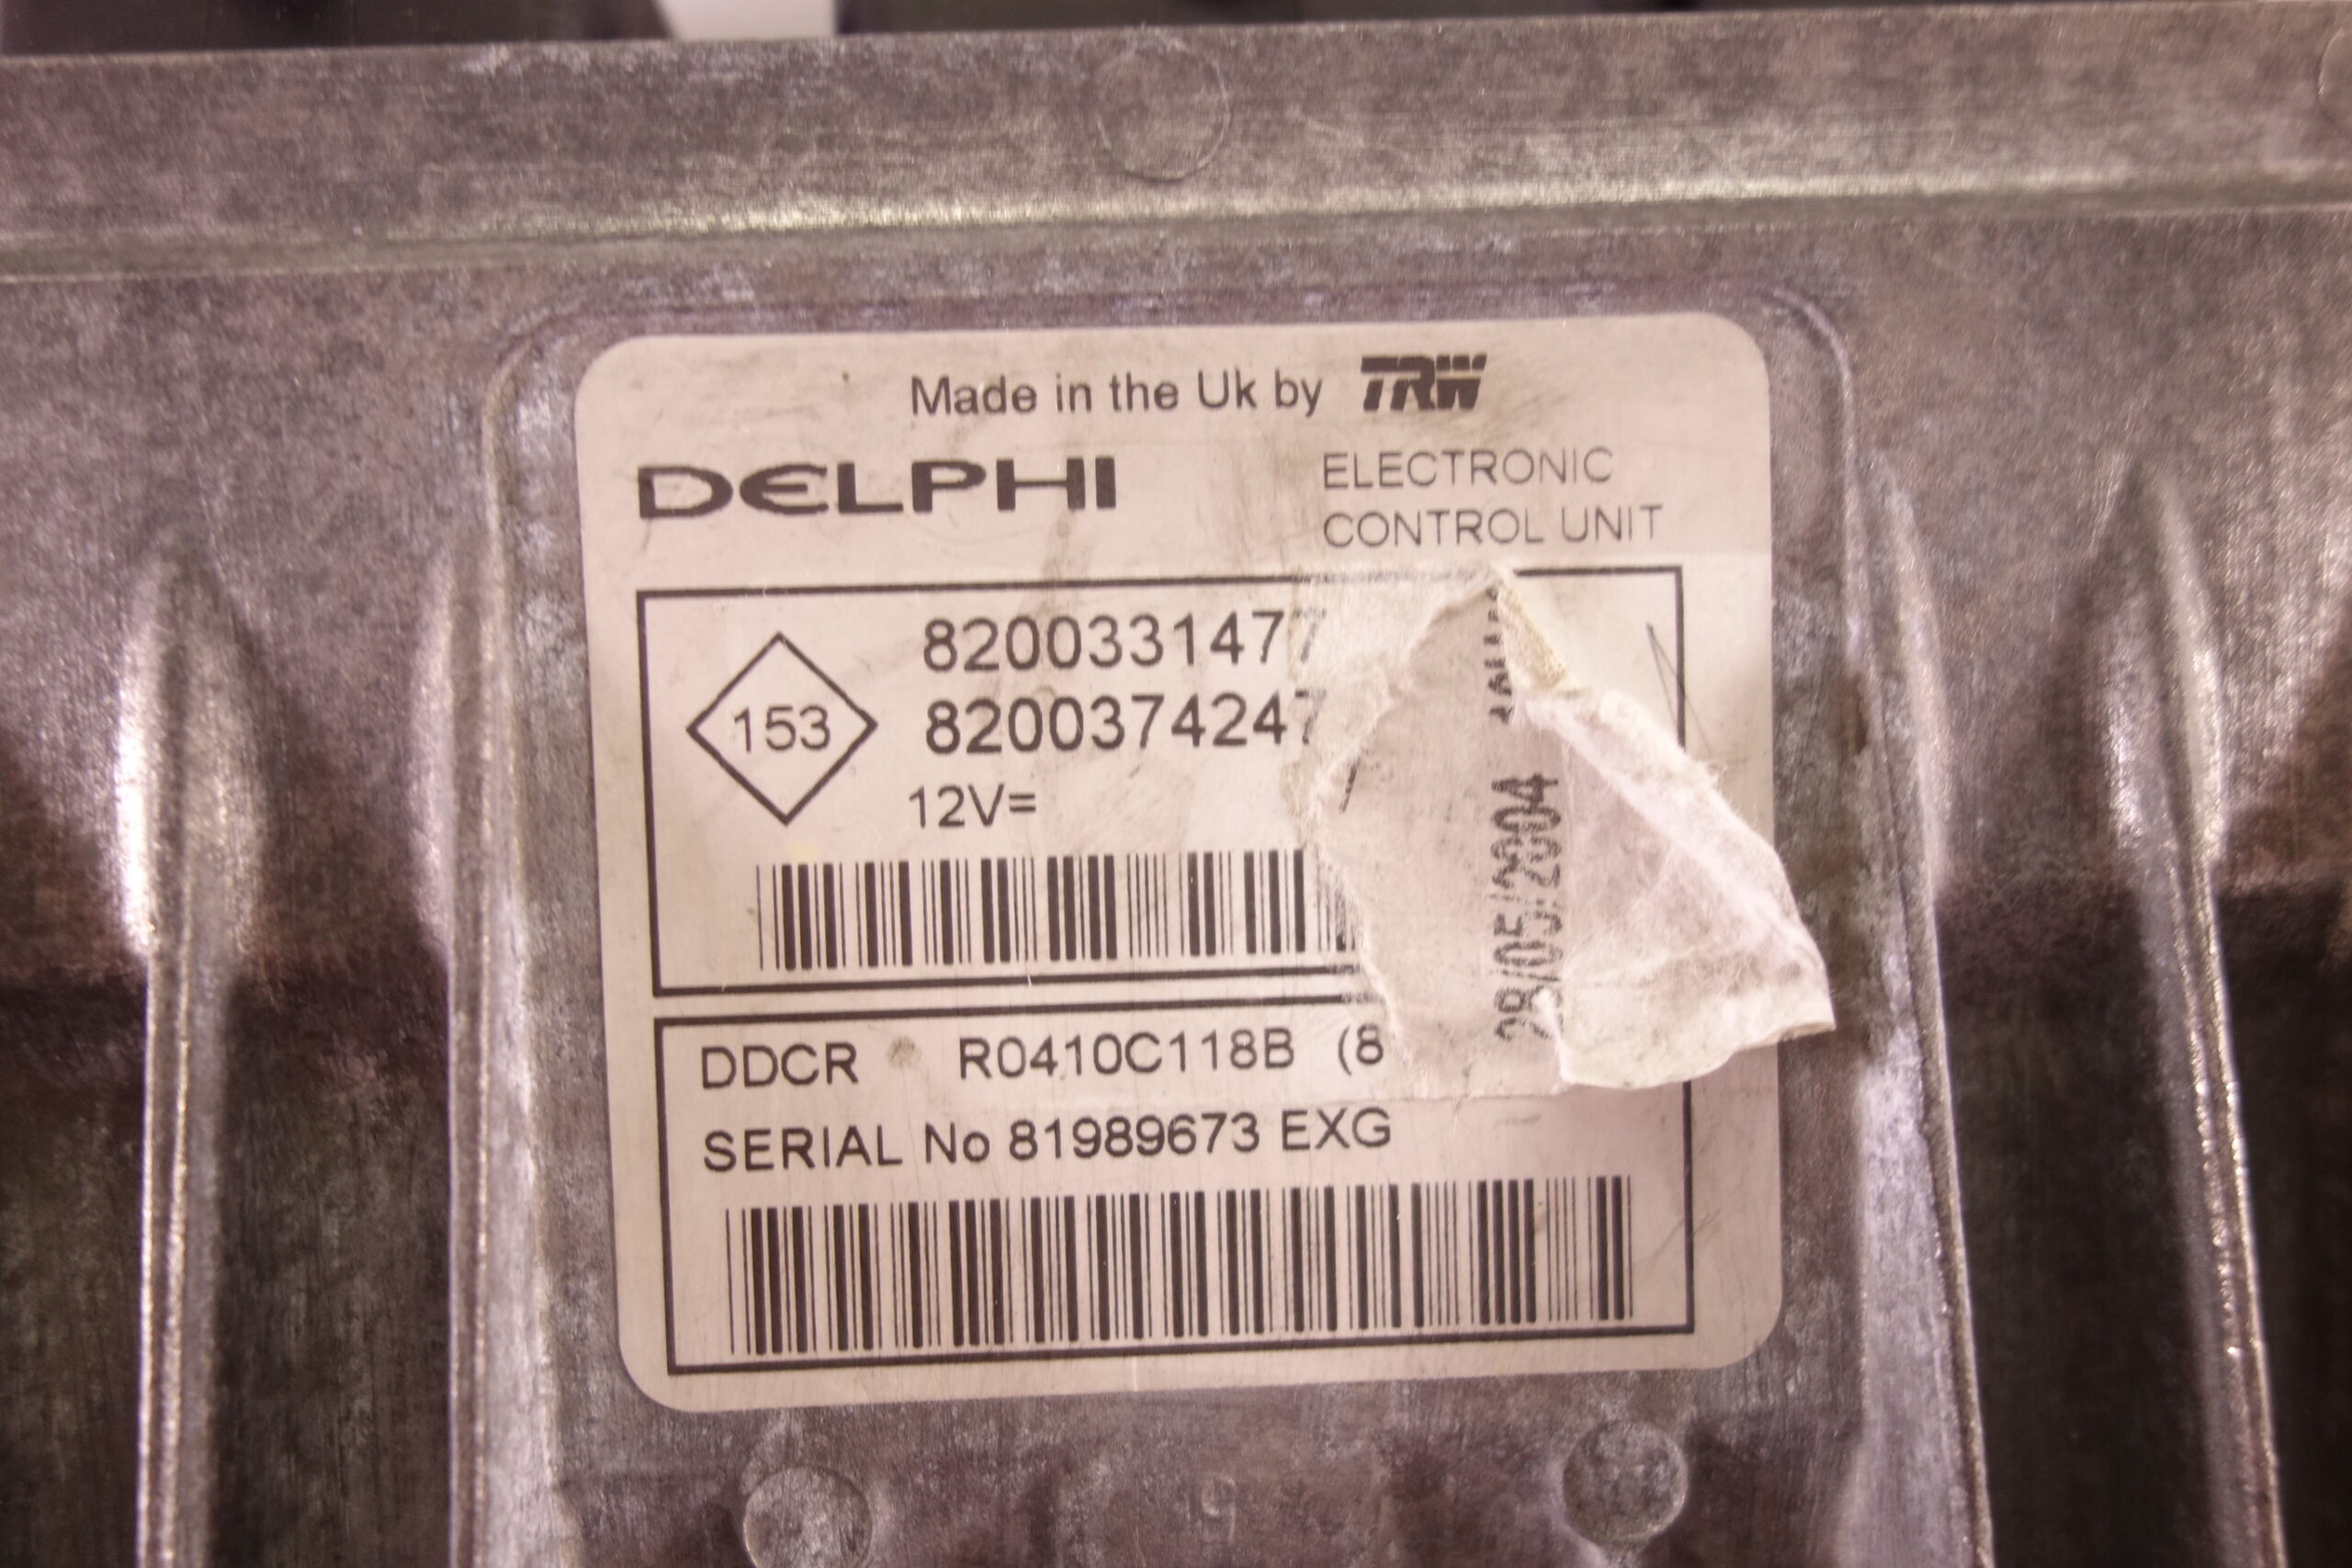 Made in the Uk by TRW
DELPHI
ELECTRONIC
CONTROL UNIT
153
8200331477
8200374247
12V=
28/05/2004
DDCR R0410C118B (8
SERIAL No 81989673 EXG